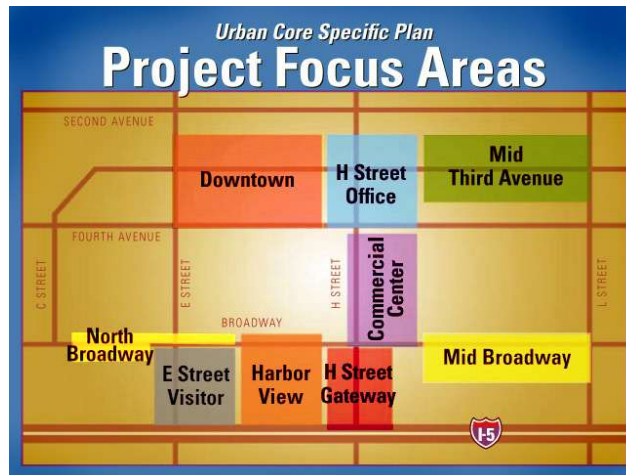 Urban Core Specific Plan
Project Focus Areas
SECOND AVENUE
Downtown
H Street
Office
Mid
Third Avenue
FOURTH AVENUE
C STREET
E STREET
H STREET
Commercial
Center
L STREET
BROADWAY
North
Broadway
E Street
Visitor
Harbor
View
H Street
Gateway
Mid Broadway
I-5